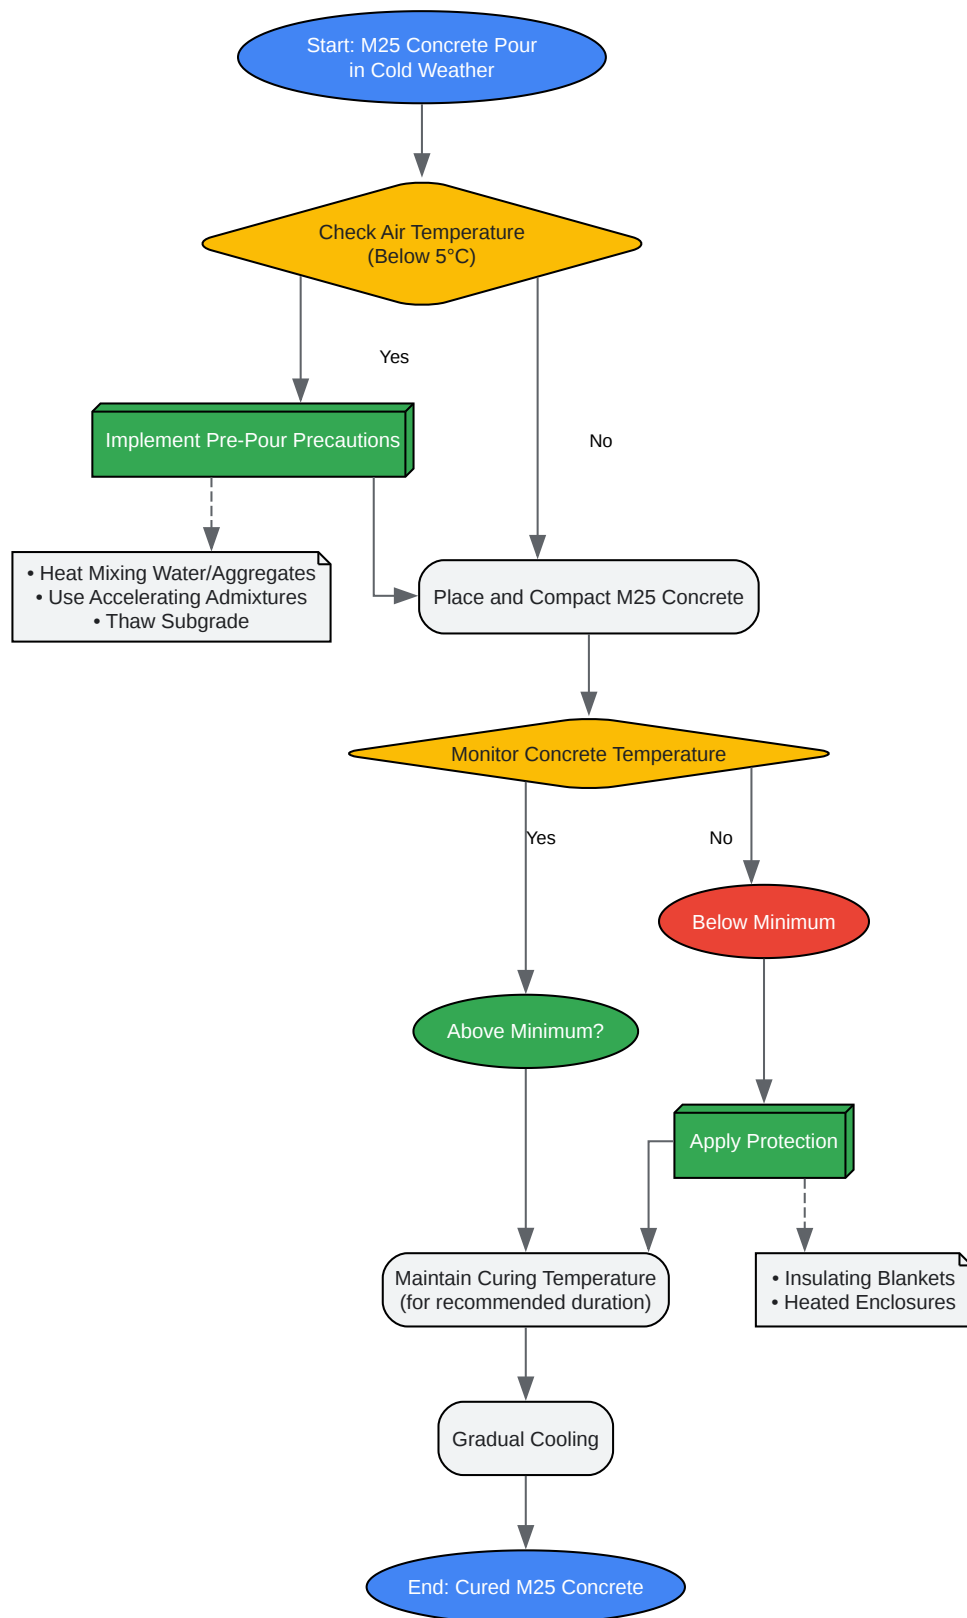 Start: M25 Concrete Pour
in Cold Weather
Check Air Temperature
(Below 5°C)
Yes
No
Implement Pre-Pour Precautions
• Heat Mixing Water/Aggregates
• Use Accelerating Admixtures
• Thaw Subgrade
Place and Compact M25 Concrete
Monitor Concrete Temperature
Yes
No
Below Minimum
Above Minimum?
Apply Protection
Maintain Curing Temperature
(for recommended duration)
• Insulating Blankets
• Heated Enclosures
Gradual Cooling
End: Cured M25 Concrete